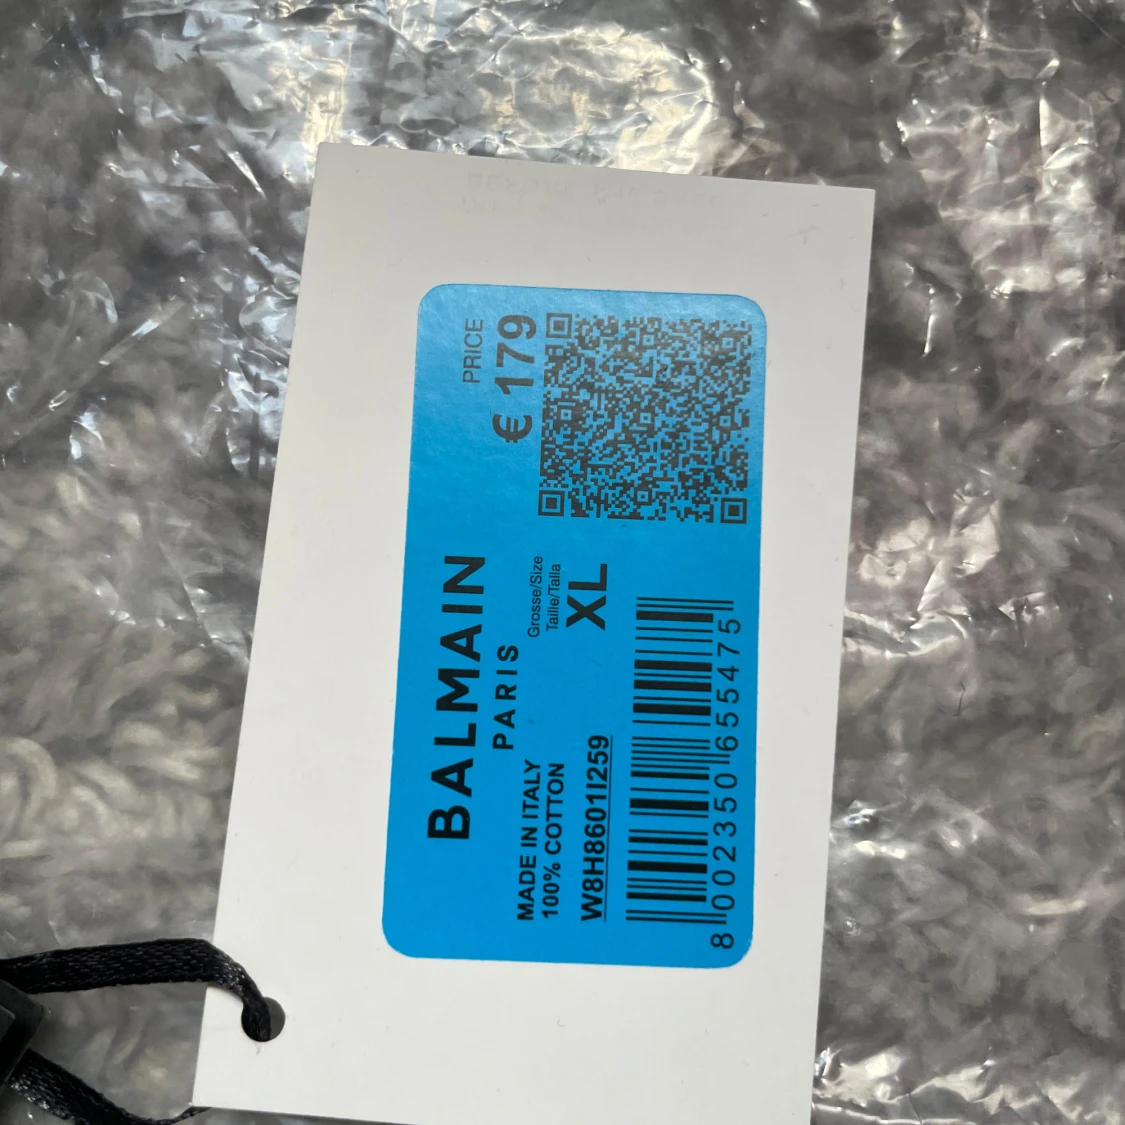 BALMAIN
PARIS
MADE IN ITALY
100% COTTON
W8H8601I259
Grosse/Size
Taille/Talla
XL
8 002350 655475
PRICE
€ 179